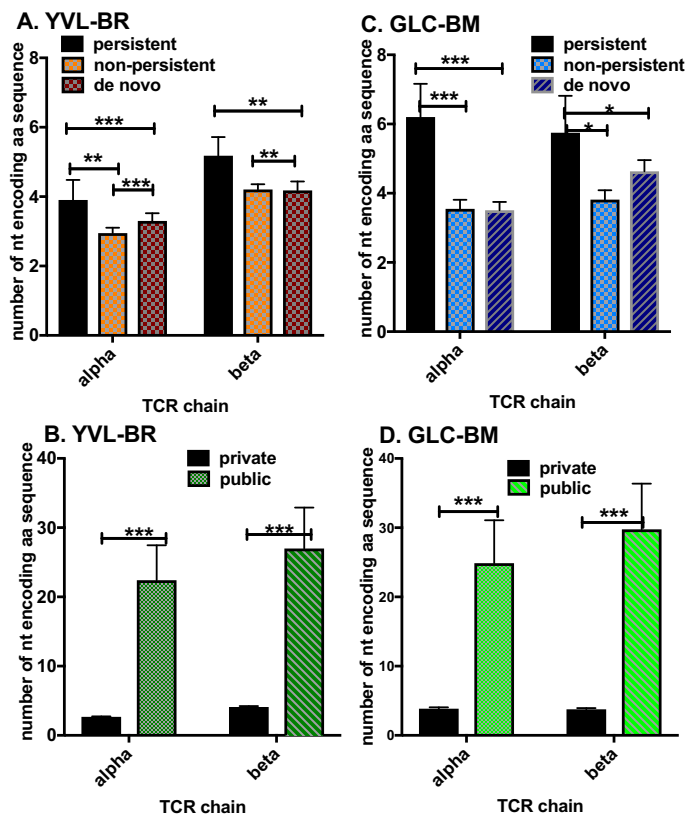 A. YVL-BR
persistent
non-persistent
de novo
number of nt encoding aa sequence
8
6
4
2
0
***
**
***
**
**
alpha
beta
TCR chain
C. GLC-BM
persistent
non-persistent
de novo
number of nt encoding aa sequence
8
6
4
2
0
***
***
*
*
alpha
beta
TCR chain
B. YVL-BR
private
public
number of nt encoding aa sequence
40
30
20
10
0
***
***
alpha
beta
TCR chain
D. GLC-BM
private
public
number of nt encoding aa sequence
40
30
20
10
0
***
***
alpha
beta
TCR chain